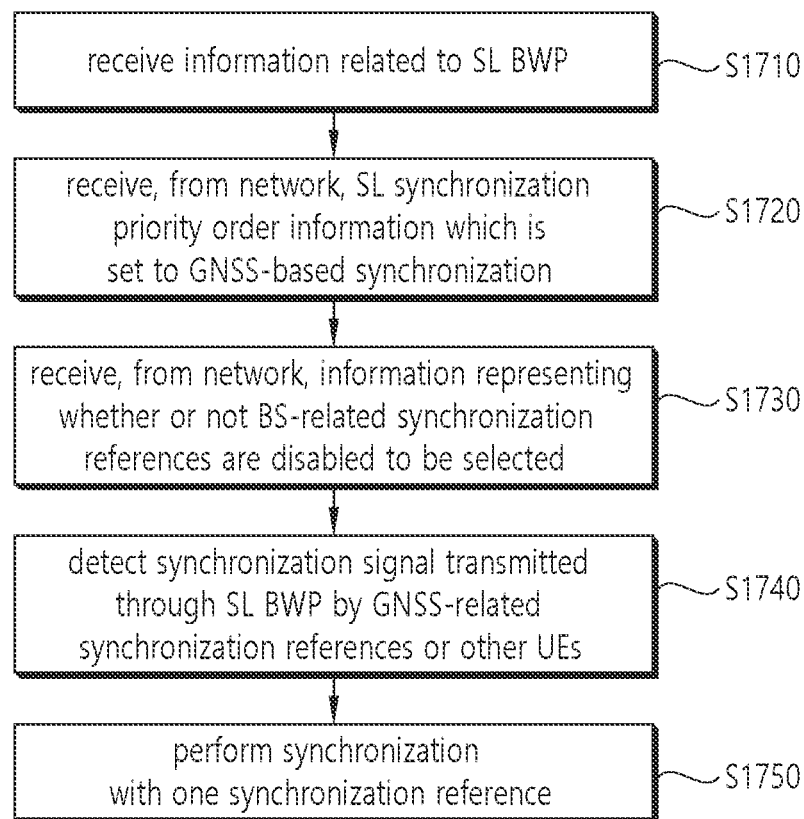 receive information related to SL BWP
S1710
receive, from network, SL synchronization
priority order information which is
set to GNSS-based synchronization
S1720
receive, from network, information representing
whether or not BS-related synchronization
references are disabled to be selected
S1730
detect synchronization signal transmitted
through SL BWP by GNSS-related
synchronization references or other UEs
S1740
perform synchronization
with one synchronization reference
S1750